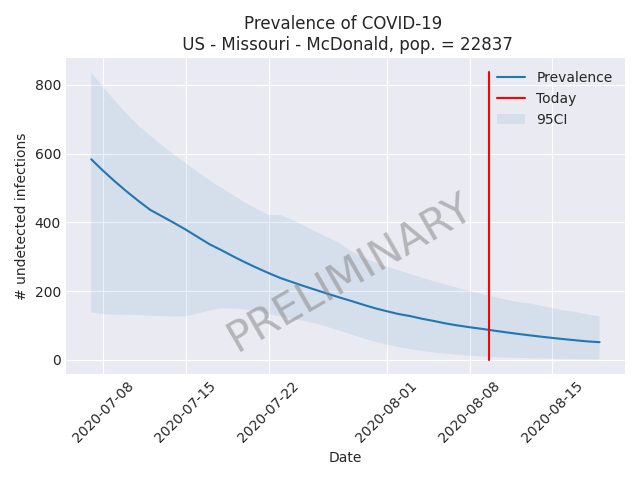 Prevalence of COVID-19
US - Missouri - McDonald, pop. = 22837
800
600
400
200
0
# undetected infections
Prevalence
Today
95CI
PRELIMINARY
2020-07-08
2020-07-15
2020-07-22
2020-08-01
2020-08-08
2020-08-15
Date